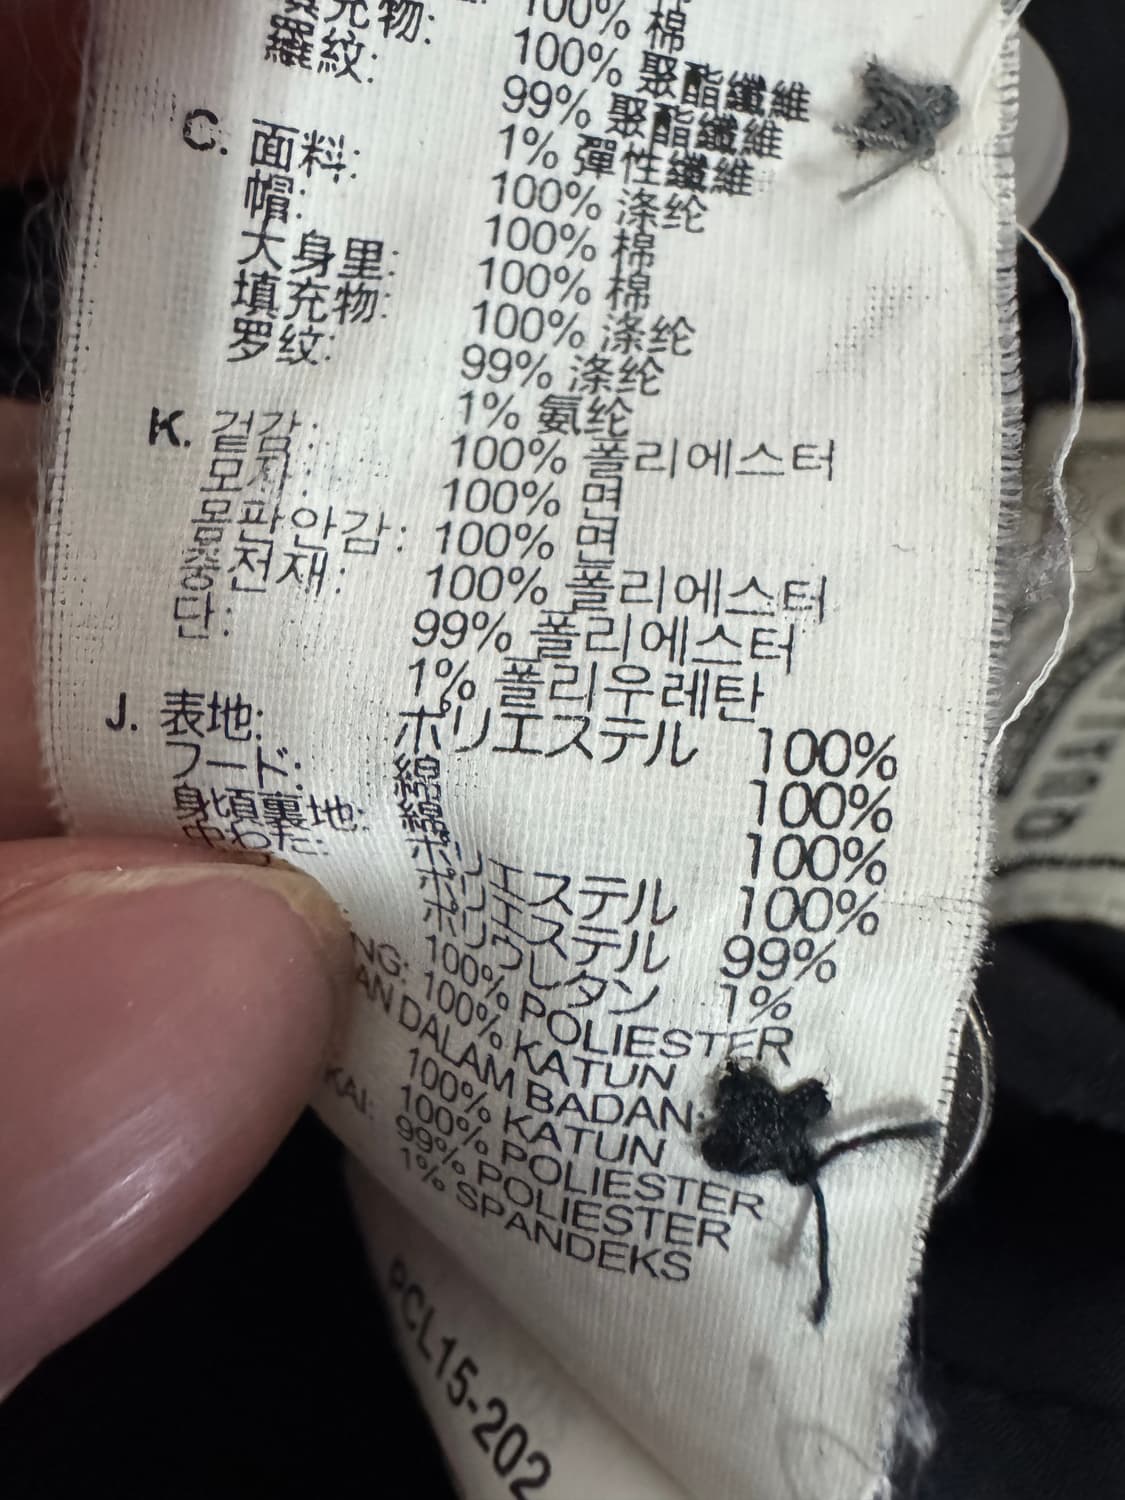 100% 棉
充物: 100% 聚酯纖維
羅紋: 99% 聚酯纖維
1% 彈性纖維
C. 面料: 100% 涤纶
帽: 100% 棉
大身里: 100% 棉
填充物: 100% 涤纶
罗纹: 99% 涤纶
1% 氨纶
K. 겉감: 100% 폴리에스터
모자: 100% 면
몸판안감: 100% 면
충전재: 100% 폴리에스터
단: 99% 폴리에스터
1% 폴리우레탄
J. 表地: ポリエステル 100%
フード: 綿 100%
身頃裏地: 綿 100%
中わた: ポリエステル 100%
ポリエステル 99%
ポリウレタン 1%
100% POLIESTER
NG: 100% KATUN
AN DALAM BADAN:
100% KATUN
100% POLIESTER
KAI: 99% POLIESTER
1% SPANDEKS
PCL15-202